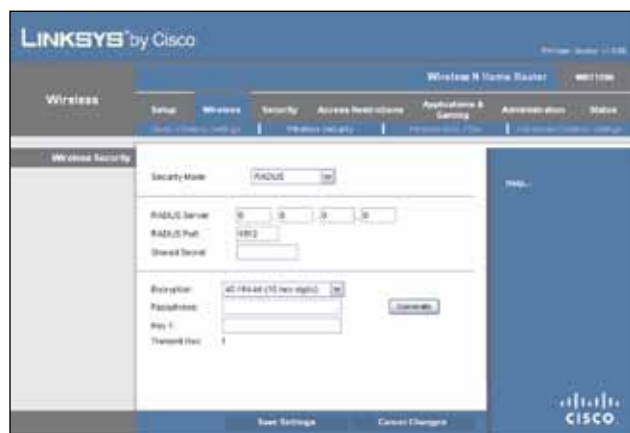 LINKSYS by Cisco
Wireless N Home Router
Wireless
Setup Wireless Security Access Restrictions Applications & Gaming Administration Status
Wireless Security
Wireless Security
Security Mode: RADIUS
Help...
RADIUS Server: 0 . 0 . 0 . 0
RADIUS Port: 1812
Shared Secret:
Encryption: 40 / 64-bit (10 hex digits)
Passphrase: Generate
Key 1:
Transmit Key: 1
Save Settings Cancel Changes
CISCO